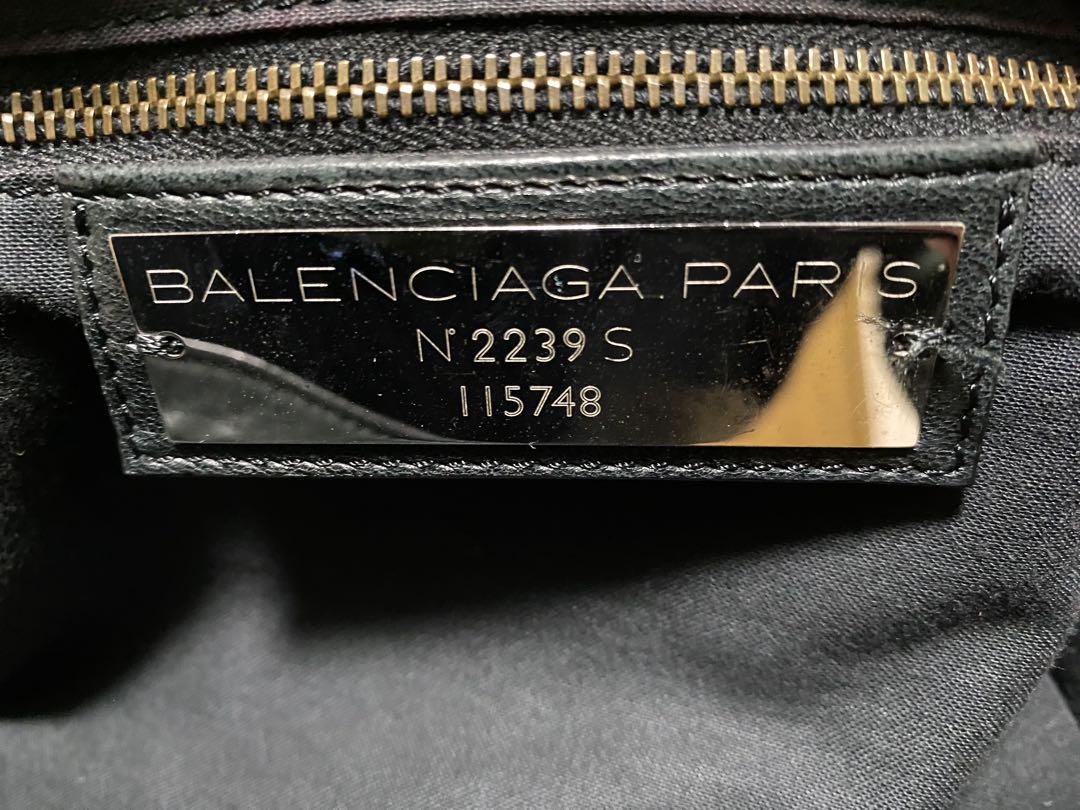 BALENCIAGA. PARIS
N° 2239 S
115748